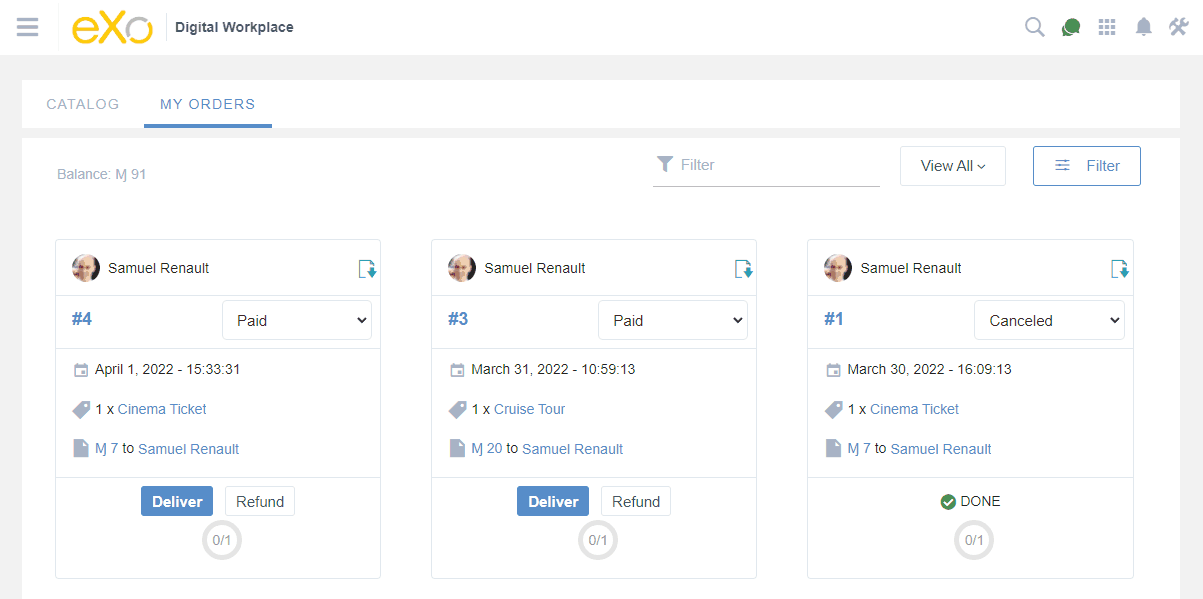 eXo Digital Workplace
CATALOG MY ORDERS
Balance: Ɱ 91 Filter View All Filter
Samuel Renault
#4 Paid
April 1, 2022 - 15:33:31
1 x Cinema Ticket
Ɱ 7 to Samuel Renault
Deliver Refund
0/1
Samuel Renault
#3 Paid
March 31, 2022 - 10:59:13
1 x Cruise Tour
Ɱ 20 to Samuel Renault
Deliver Refund
0/1
Samuel Renault
#1 Canceled
March 30, 2022 - 16:09:13
1 x Cinema Ticket
Ɱ 7 to Samuel Renault
DONE
0/1